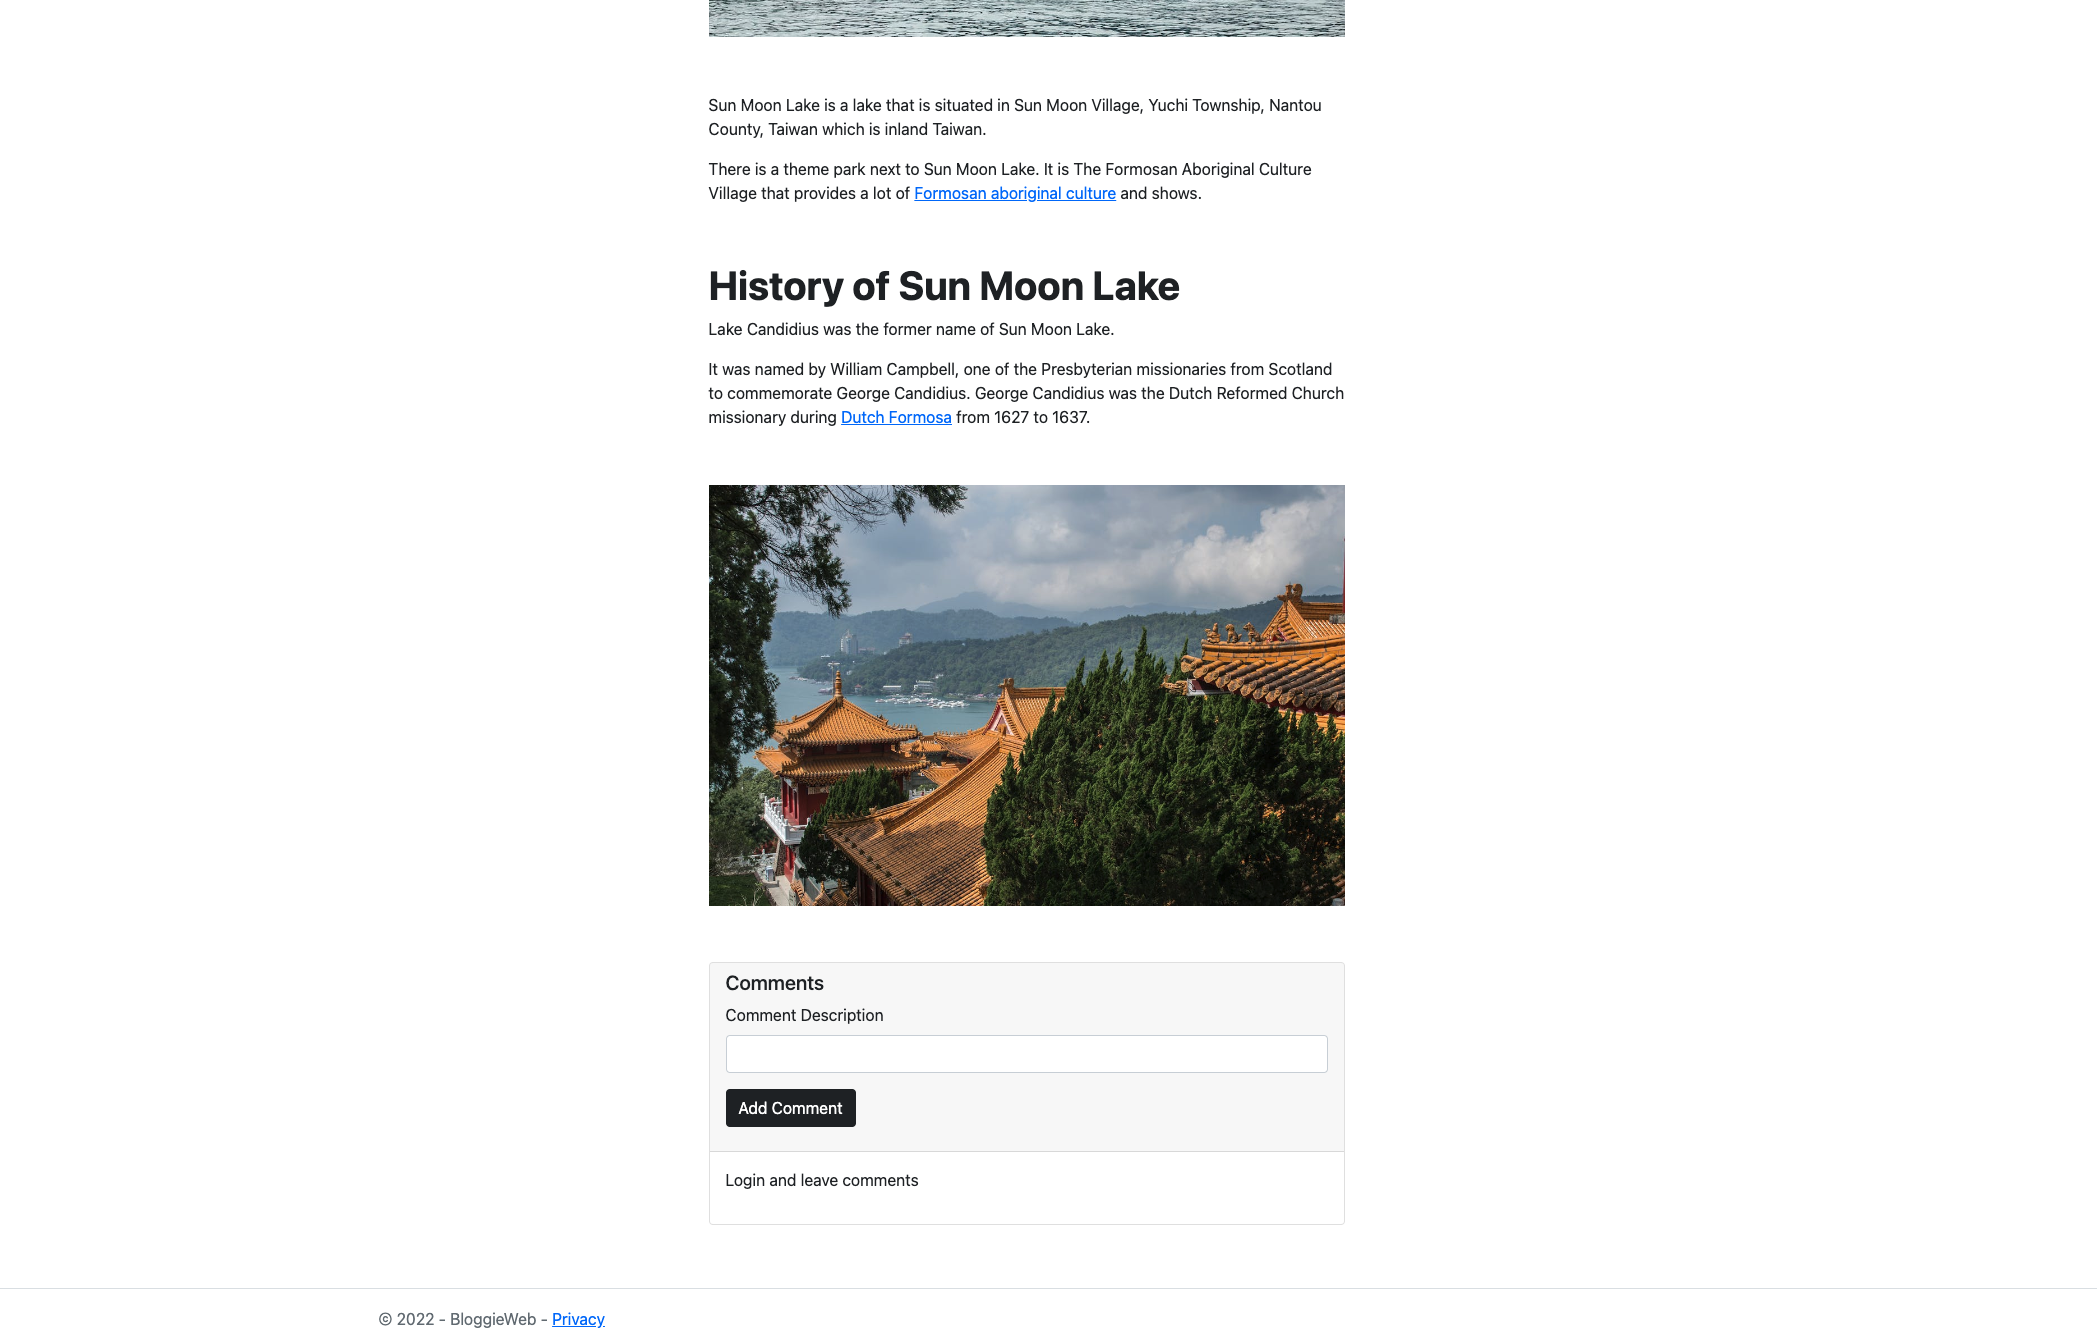 Sun Moon Lake is a lake that is situated in Sun Moon Village, Yuchi Township, Nantou
County, Taiwan which is inland Taiwan.
There is a theme park next to Sun Moon Lake. It is The Formosan Aboriginal Culture
Village that provides a lot of Formosan aboriginal culture and shows.
History of Sun Moon Lake
Lake Candidius was the former name of Sun Moon Lake.
It was named by William Campbell, one of the Presbyterian missionaries from Scotland
to commemorate George Candidius. George Candidius was the Dutch Reformed Church
missionary during Dutch Formosa from 1627 to 1637.
Comments
Comment Description
Add Comment
Login and leave comments
© 2022 - BloggieWeb - Privacy